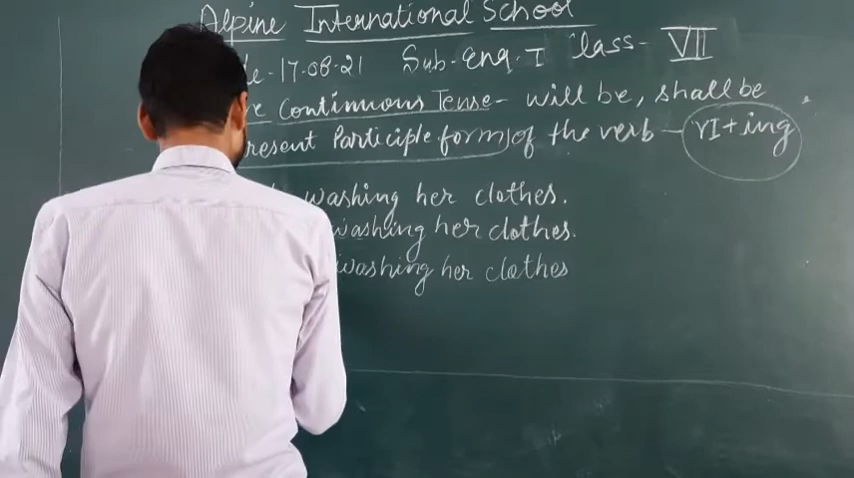 Alpine International School
17-08-21 Sub-Eng.I Class-VII
Continuous Tense- will be, shall be
resent Participle form of the verb - VI+ing
washing her clothes.
washing her clothes.
washing her clothes